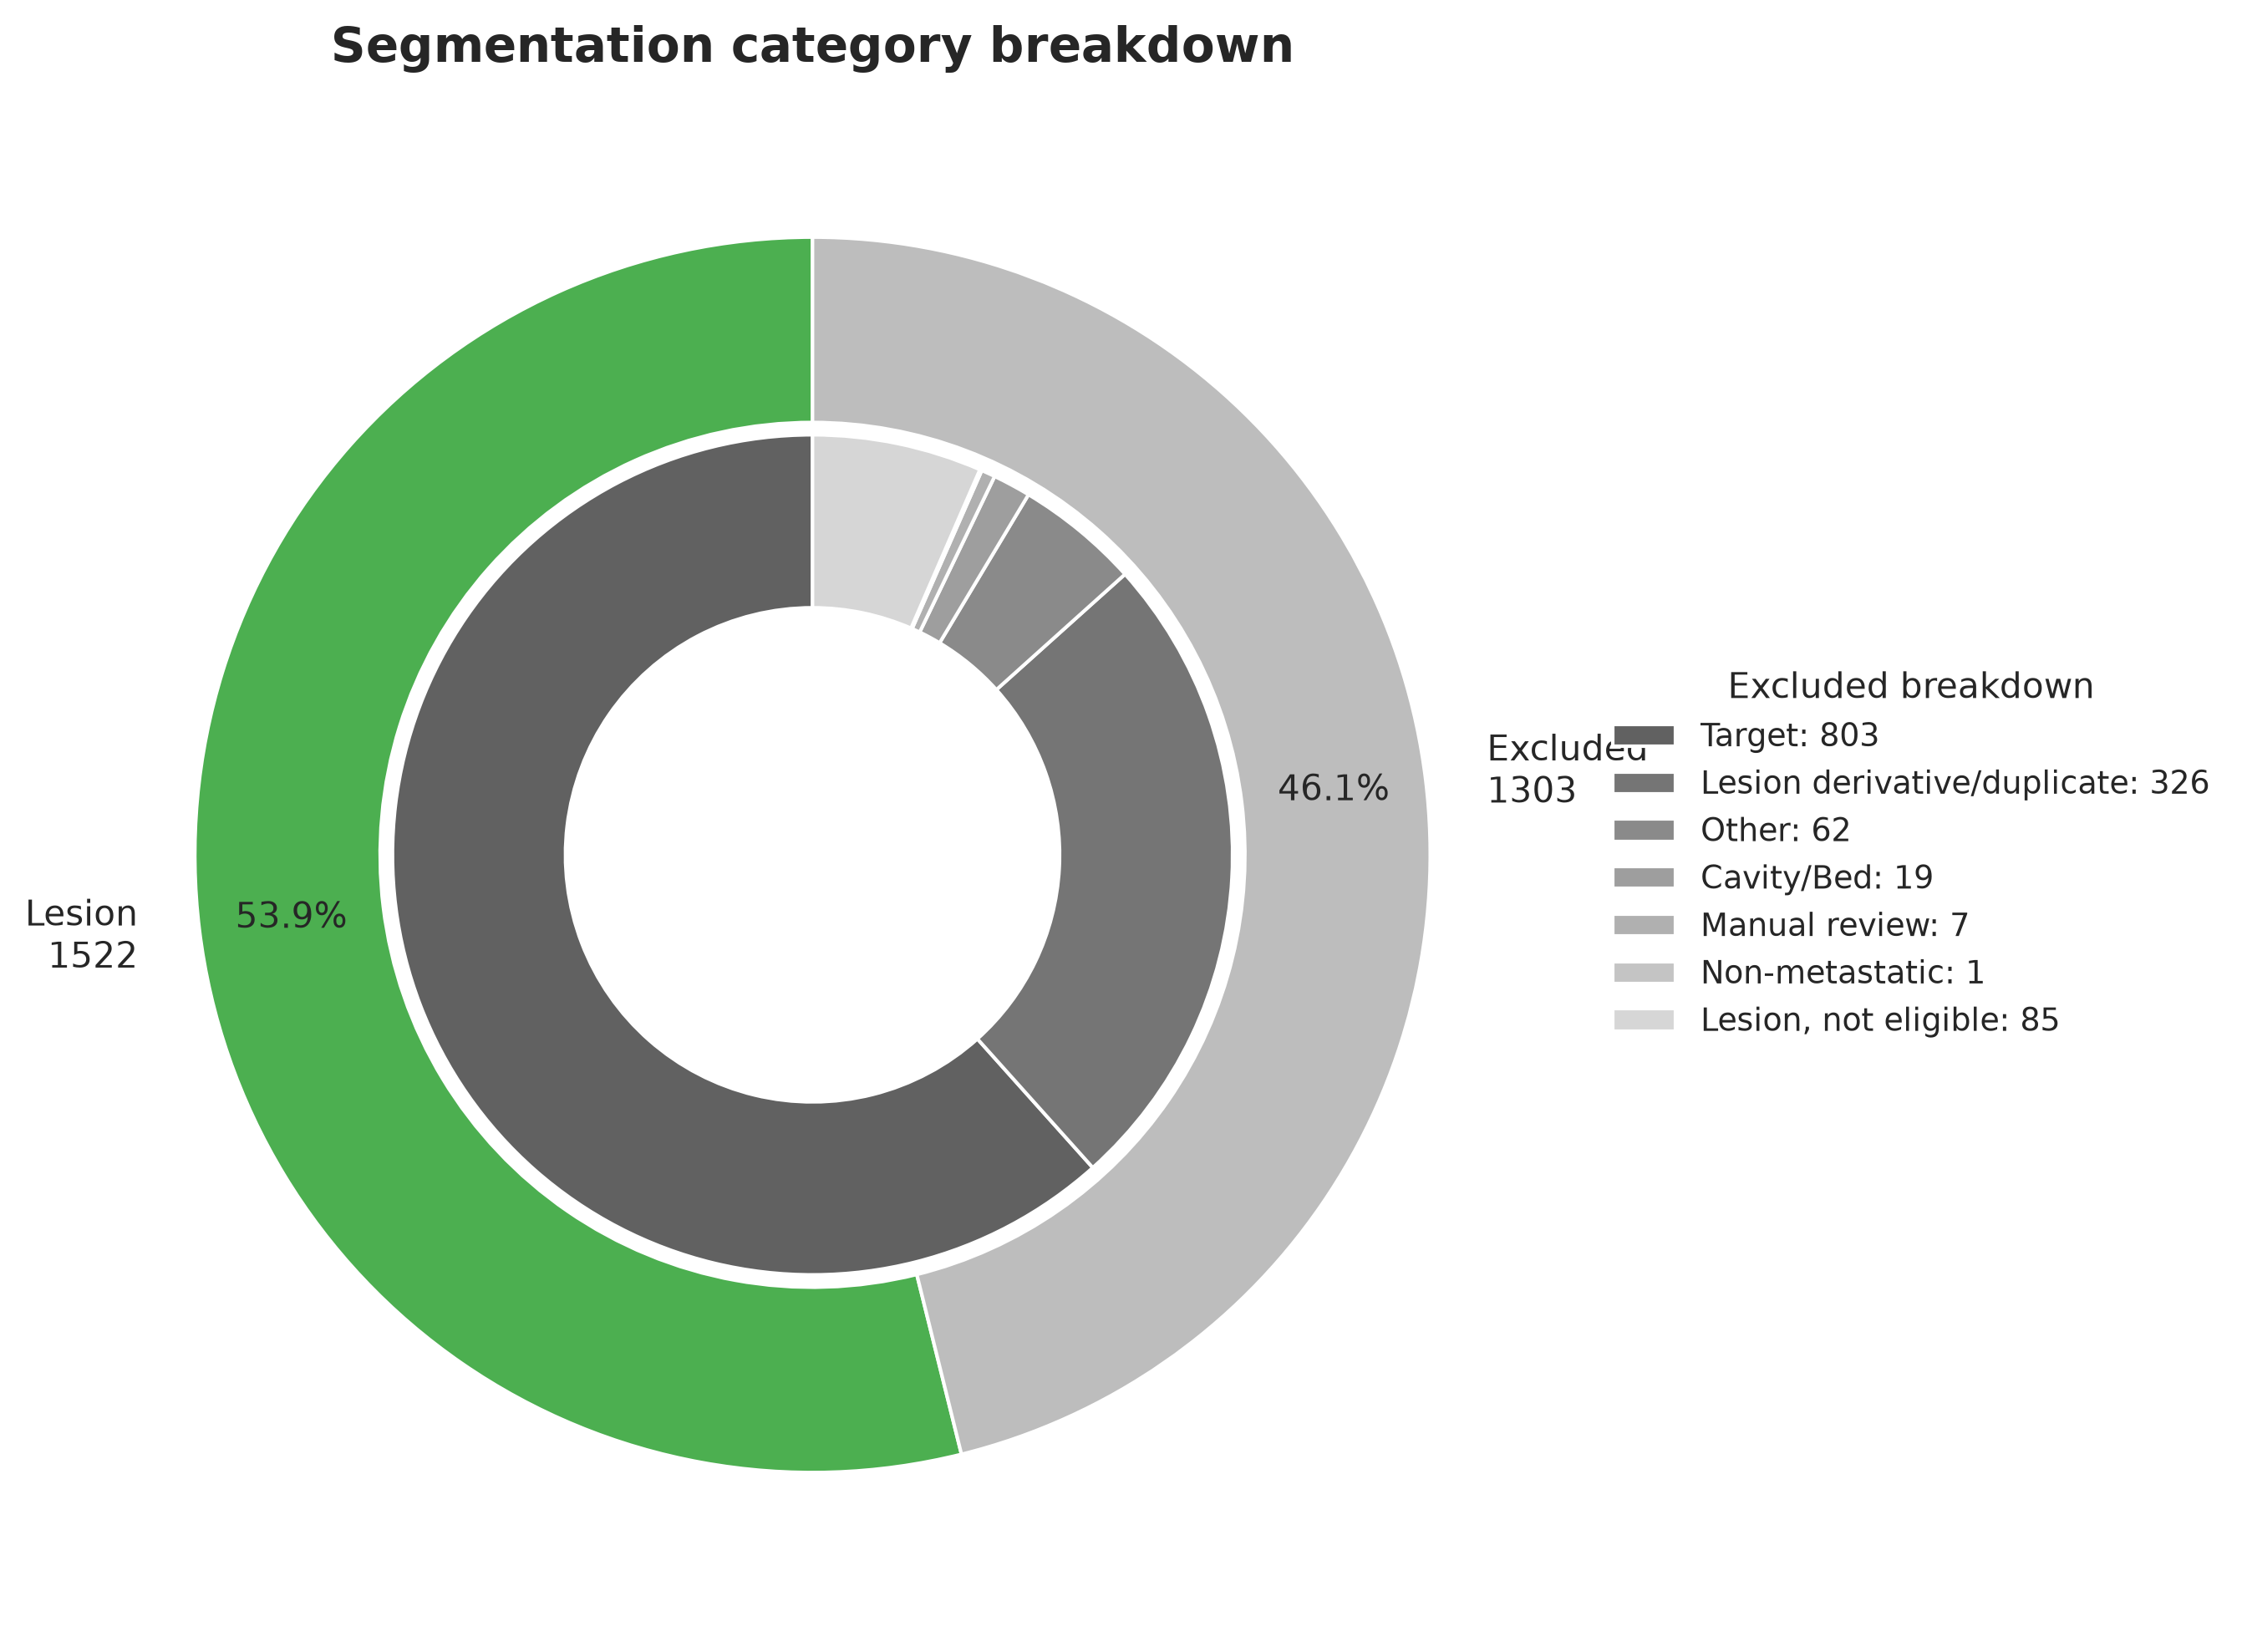 Segmentation category breakdown
Excluded breakdown
Target: 803
Excluded
1303
46.1%
Lesion derivative/duplicate: 326
Other: 62
Cavity/Bed: 19
Lesion
1522
53.9%
Manual review: 7
Non-metastatic: 1
Lesion, not eligible: 85